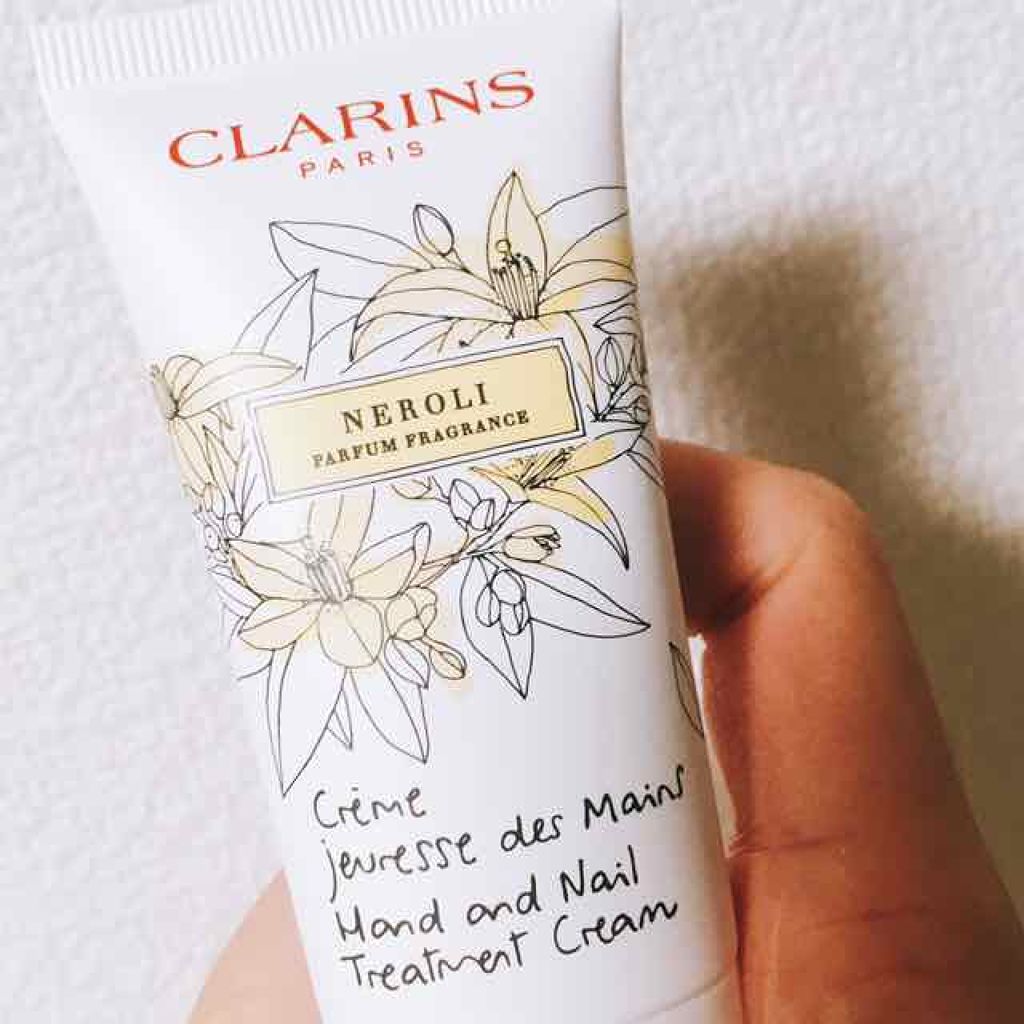 CLARINS
PARIS
NEROLI
PARFUM FRAGRANCE
Crème
jeunesse des Mains
Hand and Nail
Treatment Cream